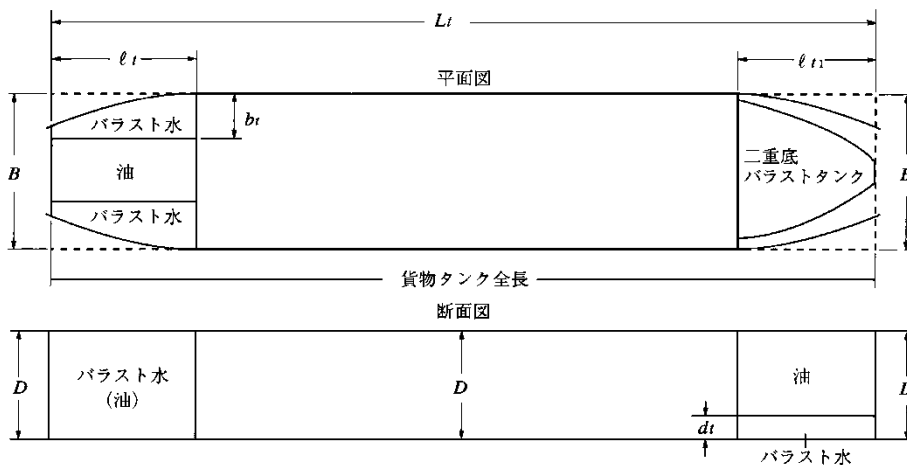 Lt
ℓt
ℓt₁
平面図
バラスト水
bt
B
油
二重底
バラストタンク
バラスト水
貨物タンク全長
断面図
D
バラスト水
(油)
D
油
dt
バラスト水